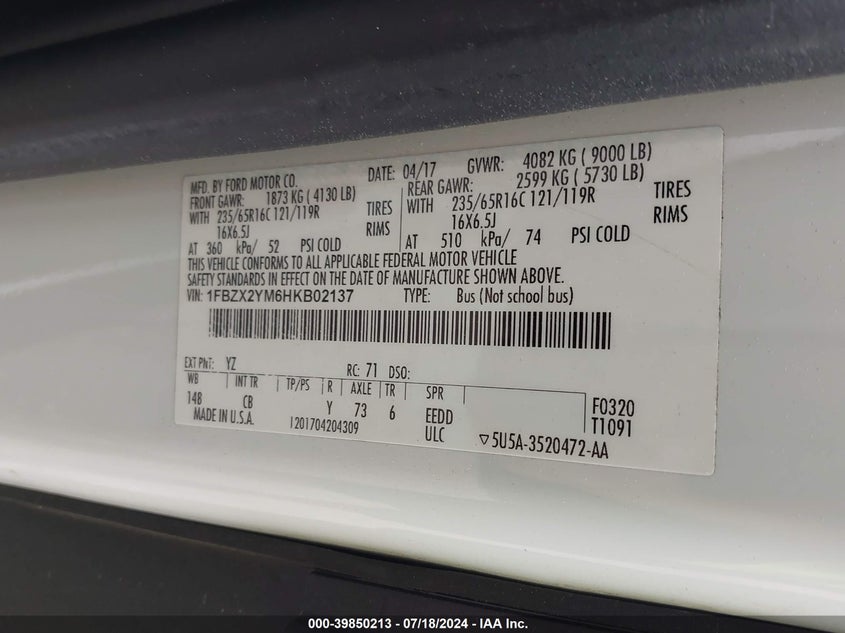 MFD. BY FORD MOTOR CO. DATE: 04/17 GVWR: 4082 KG ( 9000 LB)
FRONT GAWR: 1873 KG ( 4130 LB) REAR GAWR: 2599 KG ( 5730 LB)
WITH 235/65R16C 121/119R TIRES WITH 235/65R16C 121/119R TIRES
16X6.5J RIMS 16X6.5J RIMS
AT 360 kPa/ 52 PSI COLD AT 510 kPa/ 74 PSI COLD
THIS VEHICLE CONFORMS TO ALL APPLICABLE FEDERAL MOTOR VEHICLE
SAFETY STANDARDS IN EFFECT ON THE DATE OF MANUFACTURE SHOWN ABOVE.
VIN: 1FBZX2YM6HKB02137 TYPE: Bus (Not school bus)
EXT PNT: YZ RC: 71 DSO:
WB INT TR TP/PS R AXLE TR SPR
148 CB Y 73 6 EEDD F0320
MADE IN U.S.A. 1201704204309 ULC T1091
▽5U5A-3520472-AA
000-39850213 - 07/18/2024 - IAA Inc.